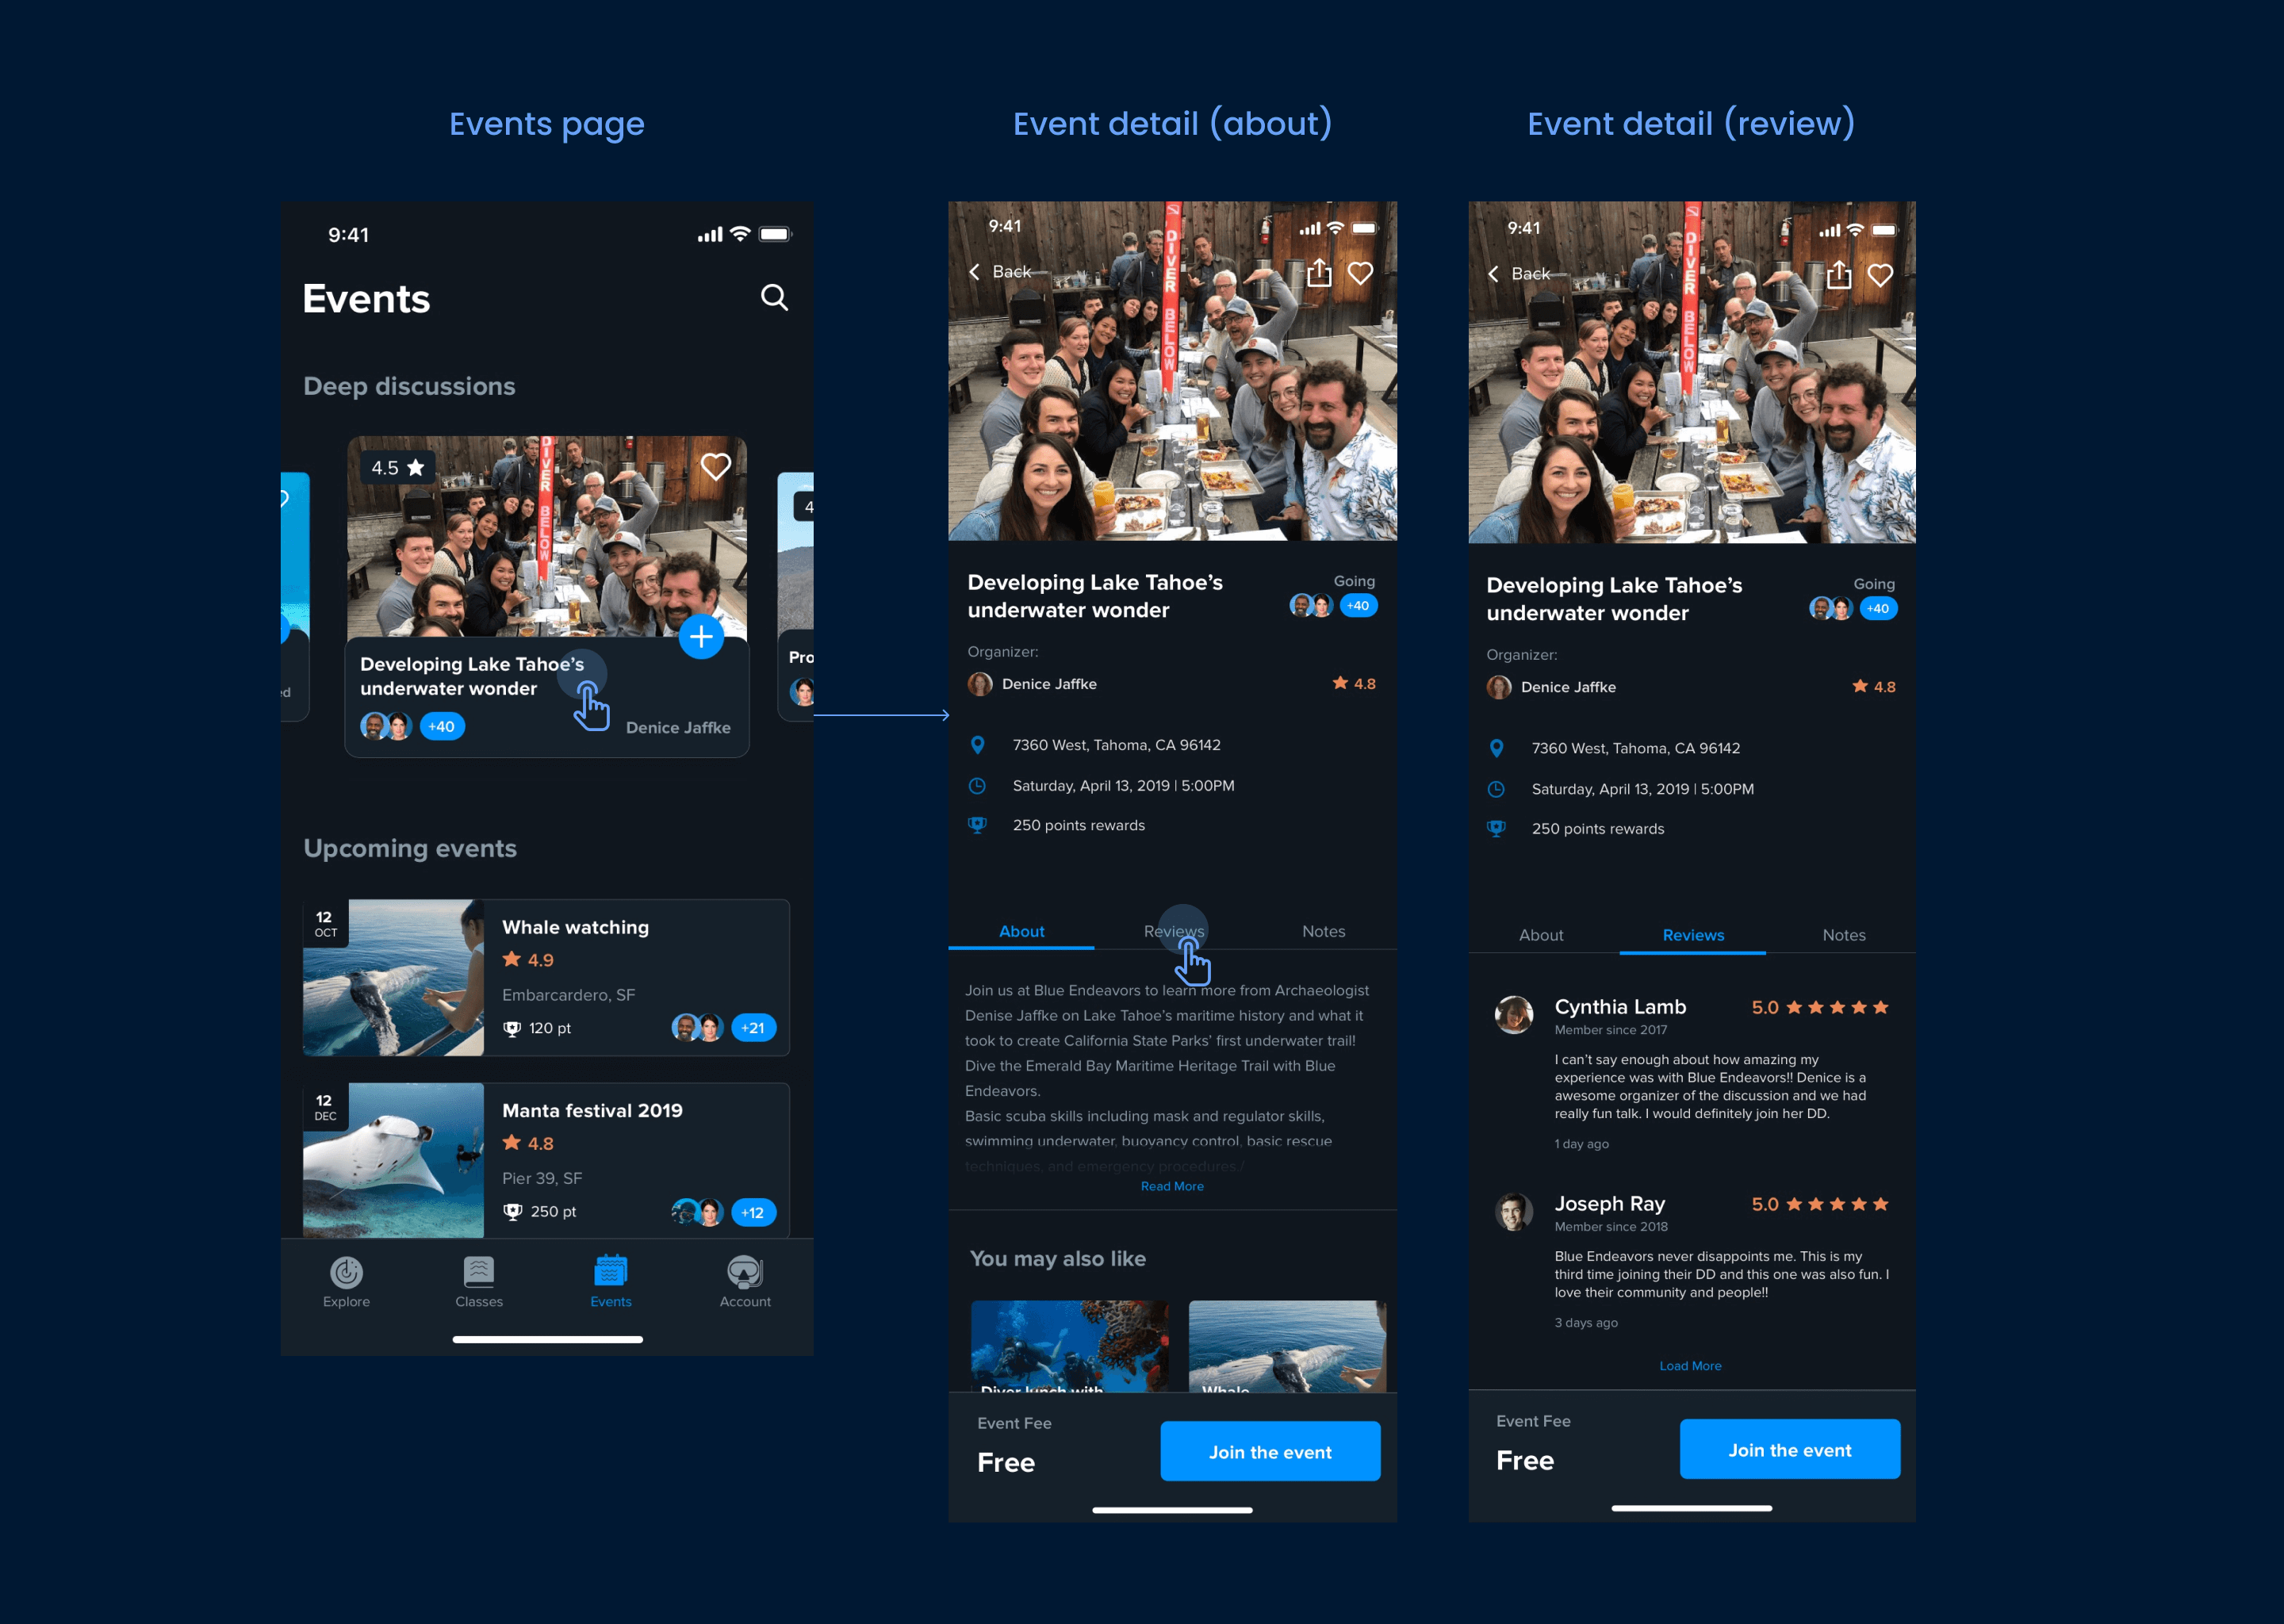 Events page
Event detail (about)
Event detail (review)
9:41
Events
Deep discussions
4.5
DIVER BELOW
4
ed
Developing Lake Tahoe’s
underwater wonder
+40
Denice Jaffke
Pro
Upcoming events
12
OCT
Whale watching
4.9
Embarcardero, SF
120 pt
+21
12
DEC
Manta festival 2019
4.8
Pier 39, SF
250 pt
+12
Explore
Classes
Events
Account
9:41
Back
DIVER BELOW
Developing Lake Tahoe’s
underwater wonder
Going
+40
Organizer:
Denice Jaffke
4.8
7360 West, Tahoma, CA 96142
Saturday, April 13, 2019 | 5:00PM
250 points rewards
About
Reviews
Notes
Join us at Blue Endeavors to learn more from Archaeologist
Denise Jaffke on Lake Tahoe’s maritime history and what it
took to create California State Parks’ first underwater trail!
Dive the Emerald Bay Maritime Heritage Trail with Blue
Endeavors.
Basic scuba skills including mask and regulator skills,
swimming underwater, buoyancy control, basic rescue
techniques, and emergency procedures./
Read More
You may also like
Diver lunch with
Whale
Event Fee
Free
Join the event
9:41
Back
DIVER BELOW
Developing Lake Tahoe’s
underwater wonder
Going
+40
Organizer:
Denice Jaffke
4.8
7360 West, Tahoma, CA 96142
Saturday, April 13, 2019 | 5:00PM
250 points rewards
About
Reviews
Notes
Cynthia Lamb
5.0
Member since 2017
I can’t say enough about how amazing my
experience was with Blue Endeavors!! Denice is a
awesome organizer of the discussion and we had
really fun talk. I would definitely join her DD.
1 day ago
Joseph Ray
5.0
Member since 2018
Blue Endeavors never disappoints me. This is my
third time joining their DD and this one was also fun. I
love their community and people!!
3 days ago
Load More
Event Fee
Free
Join the event